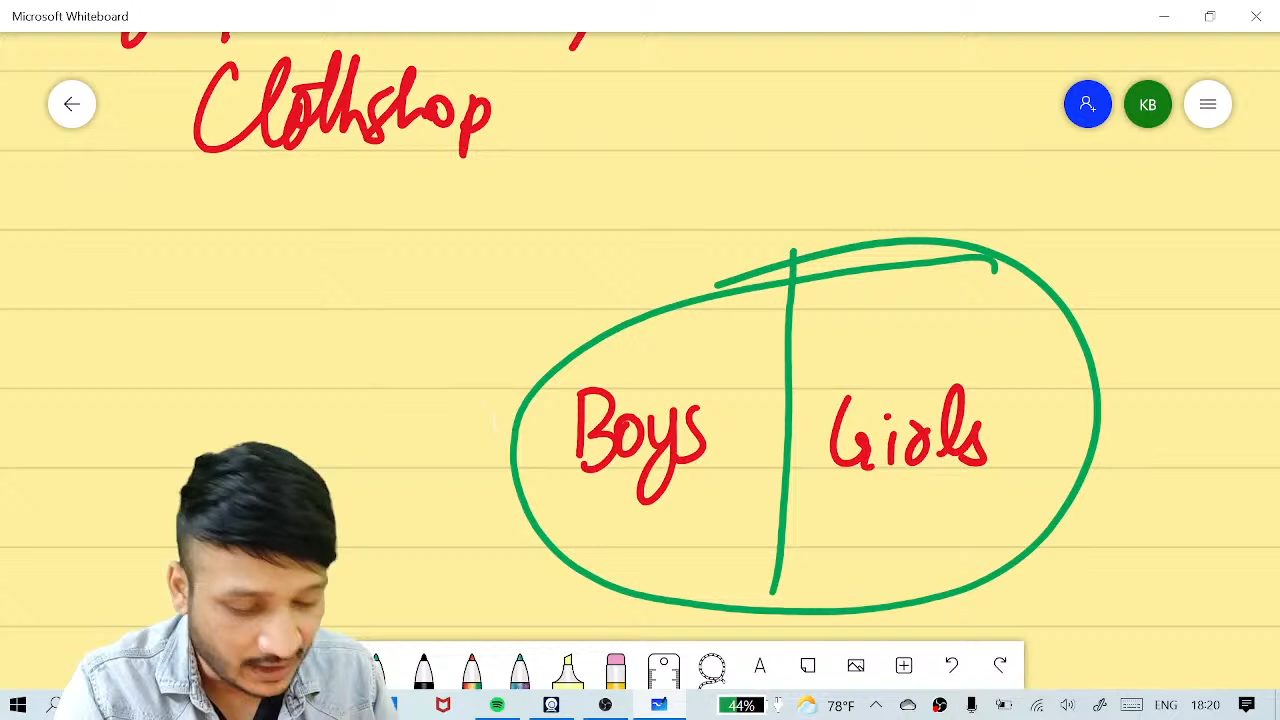 Microsoft Whiteboard
Clothshop
KB
Boys Girls
A
44% 78°F ENG 18:20